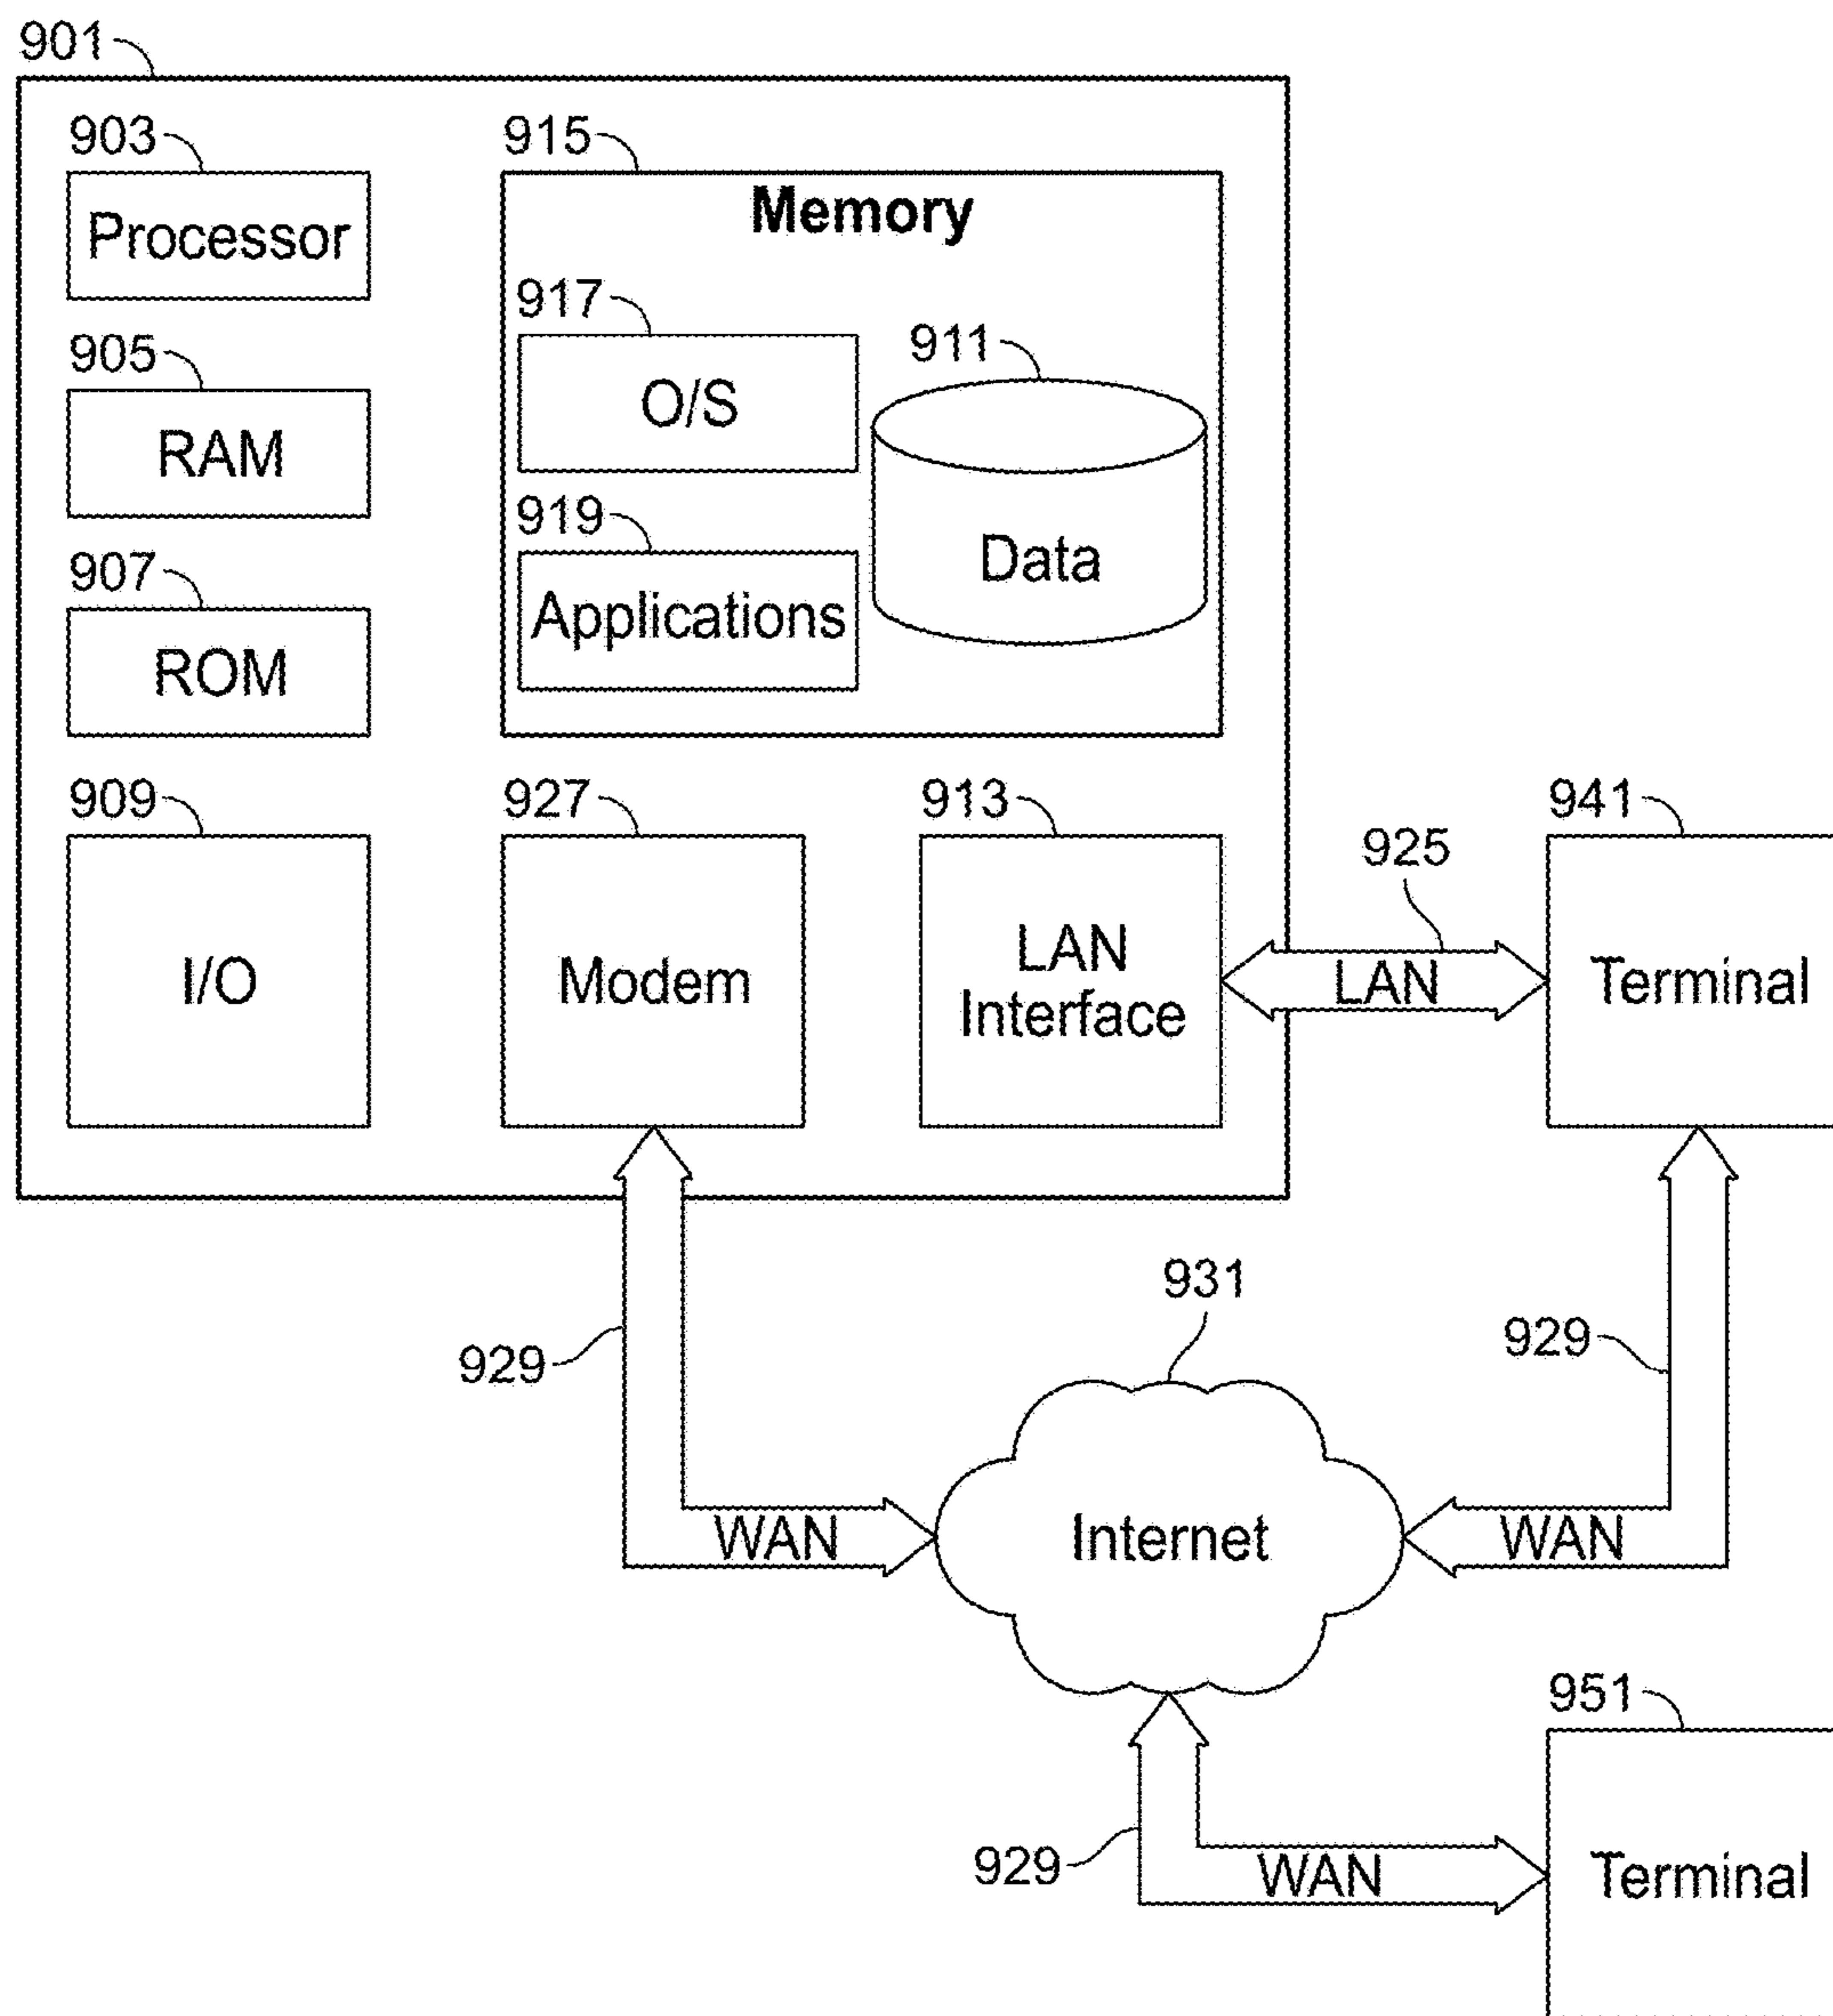 901
903
Processor
915
Memory
905
RAM
917
O/S
911
Data
907
ROM
919
Applications
909
I/O
927
Modem
913
LAN
Interface
925
LAN
941
Terminal
929
WAN
931
Internet
929
WAN
929
WAN
951
Terminal